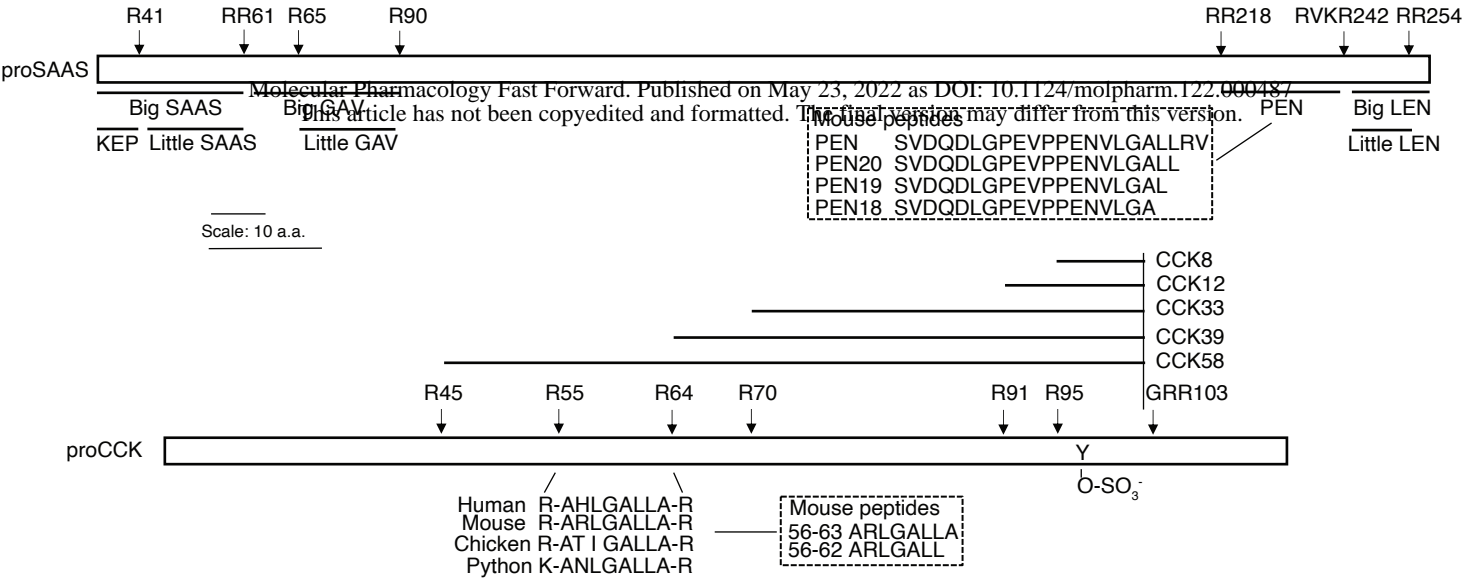 R41 RR61 R65 R90 RR218 RVKR242 RR254
proSAAS
Molecular Pharmacology Fast Forward. Published on May 23, 2022 as DOI: 10.1124/molpharm.122.000487
This article has not been copyedited and formatted. The final version may differ from this version.
Big SAAS Big GAV PEN Big LEN
KEP Little SAAS Little GAV Little LEN
Mouse peptides
PEN SVDQDLGPEVPPENVLGALLRV
PEN20 SVDQDLGPEVPPENVLGALL
PEN19 SVDQDLGPEVPPENVLGAL
PEN18 SVDQDLGPEVPPENVLGA
Scale: 10 a.a.
CCK8
CCK12
CCK33
CCK39
CCK58
R45 R55 R64 R70 R91 R95 GRR103
proCCK
Y
O-SO3-
Human R-AHLGALLA-R
Mouse R-ARLGALLA-R
Chicken R-AT I GALLA-R
Python K-ANLGALLA-R
Mouse peptides
56-63 ARLGALLA
56-62 ARLGALL